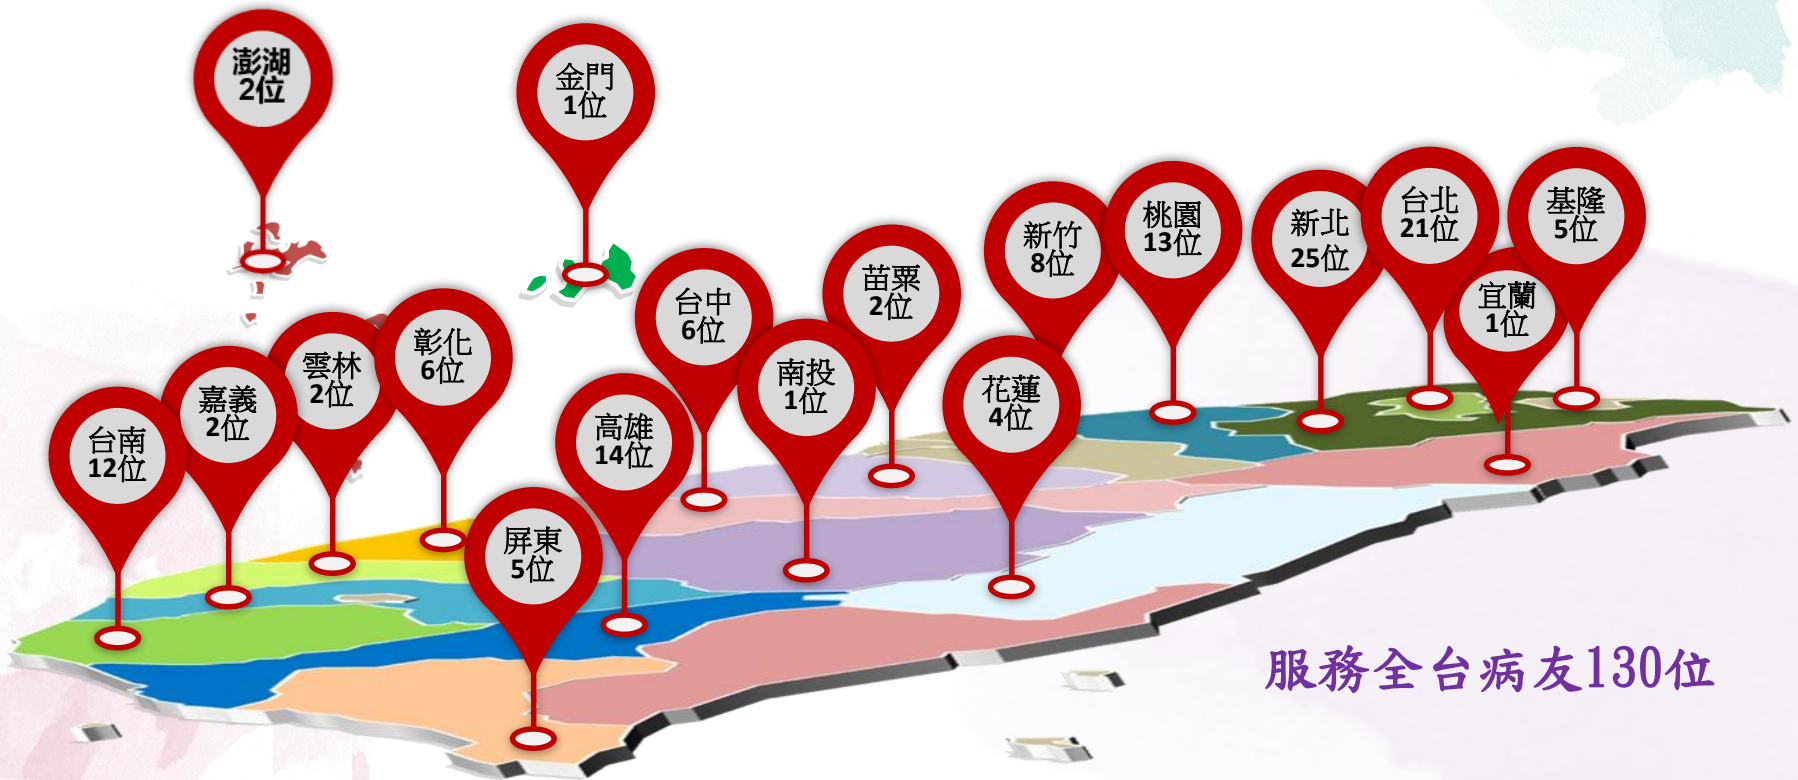 澎湖
2位
金門
1位
基隆
5位
台北
21位
新北
25位
桃園
13位
新竹
8位
宜蘭
1位
苗栗
2位
台中
6位
彰化
6位
雲林
2位
南投
1位
花蓮
4位
嘉義
2位
高雄
14位
台南
12位
屏東
5位
服務全台病友130位